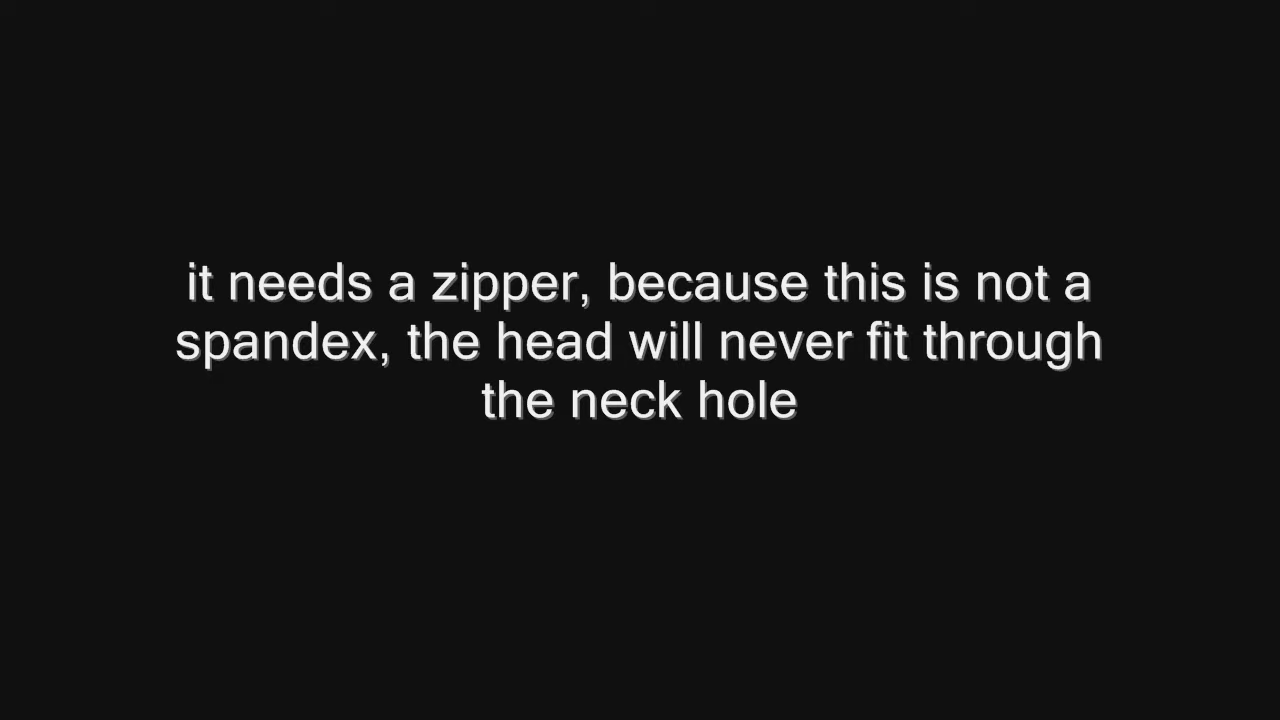 it needs a zipper, because this is not a
spandex, the head will never fit through
the neck hole